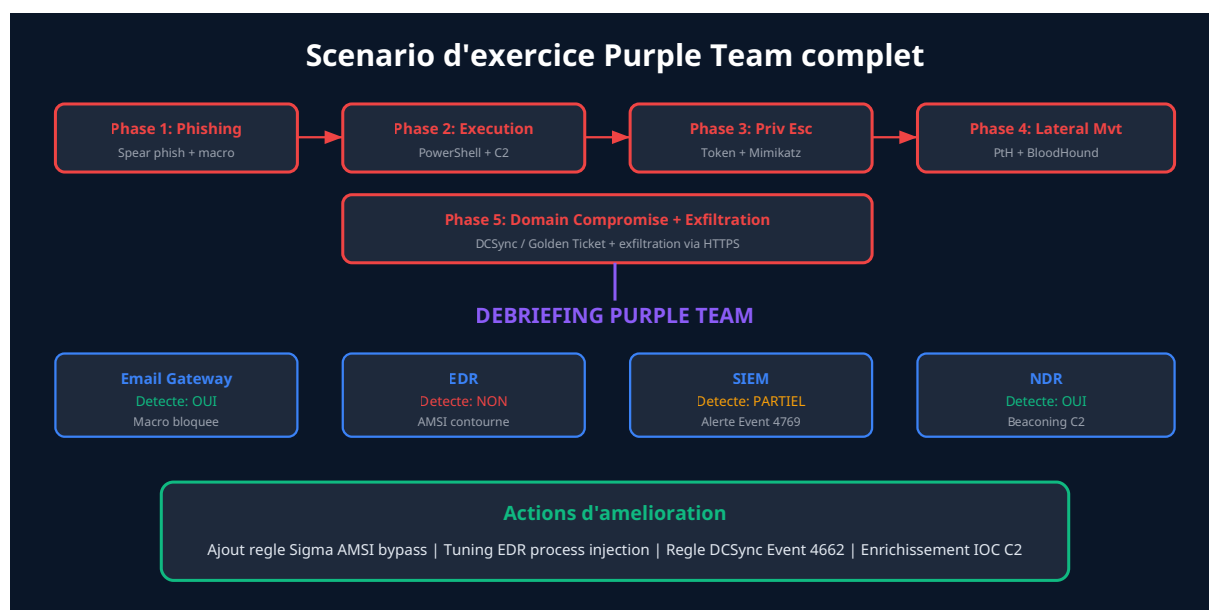 Scenario d'exercice Purple Team complet
Phase 1: Phishing
Spear phish + macro
Phase 2: Execution
PowerShell + C2
Phase 3: Priv Esc
Token + Mimikatz
Phase 4: Lateral Mvt
PtH + BloodHound
Phase 5: Domain Compromise + Exfiltration
DCSync / Golden Ticket + exfiltration via HTTPS
DEBRIEFING PURPLE TEAM
Email Gateway
Detecte: OUI
Macro bloquee
EDR
Detecte: NON
AMSI contourne
SIEM
Detecte: PARTIEL
Alerte Event 4769
NDR
Detecte: OUI
Beaconing C2
Actions d'amelioration
Ajout regle Sigma AMSI bypass | Tuning EDR process injection | Regle DCSync Event 4662 | Enrichissement IOC C2